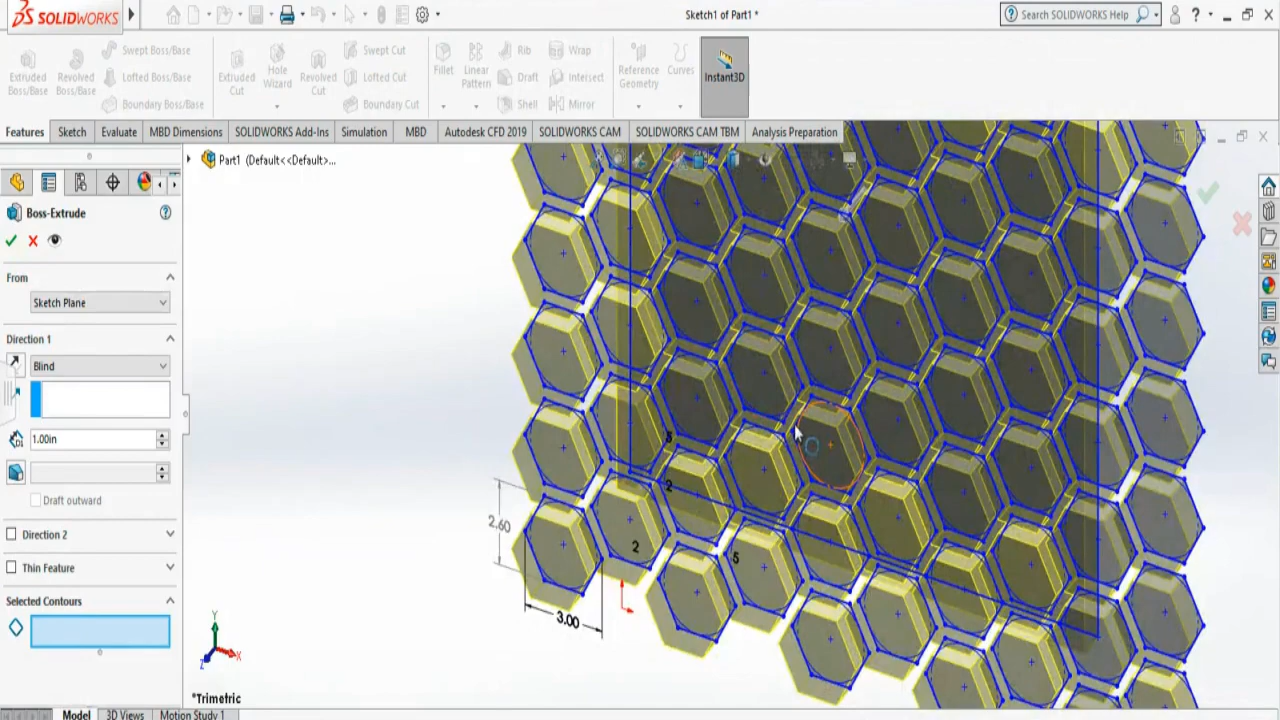 SOLIDWORKS
Sketch1 of Part1 *
Search SOLIDWORKS Help
Extruded Boss/Base
Revolved Boss/Base
Swept Boss/Base
Lofted Boss/Base
Boundary Boss/Base
Extruded Cut
Hole Wizard
Revolved Cut
Swept Cut
Lofted Cut
Boundary Cut
Fillet
Linear Pattern
Rib
Draft
Shell
Wrap
Intersect
Mirror
Reference Geometry
Curves
Instant3D
Features Sketch Evaluate MBD Dimensions SOLIDWORKS Add-Ins Simulation MBD Autodesk CFD 2019 SOLIDWORKS CAM SOLIDWORKS CAM TBM Analysis Preparation
Part1 (Default<<Default>...
Boss-Extrude
From
Sketch Plane
Direction 1
Blind
1.00in
Draft outward
Direction 2
Thin Feature
Selected Contours
5
2
2.60
2
5
3.00
Y
X
Z
*Trimetric
Model 3D Views Motion Study 1